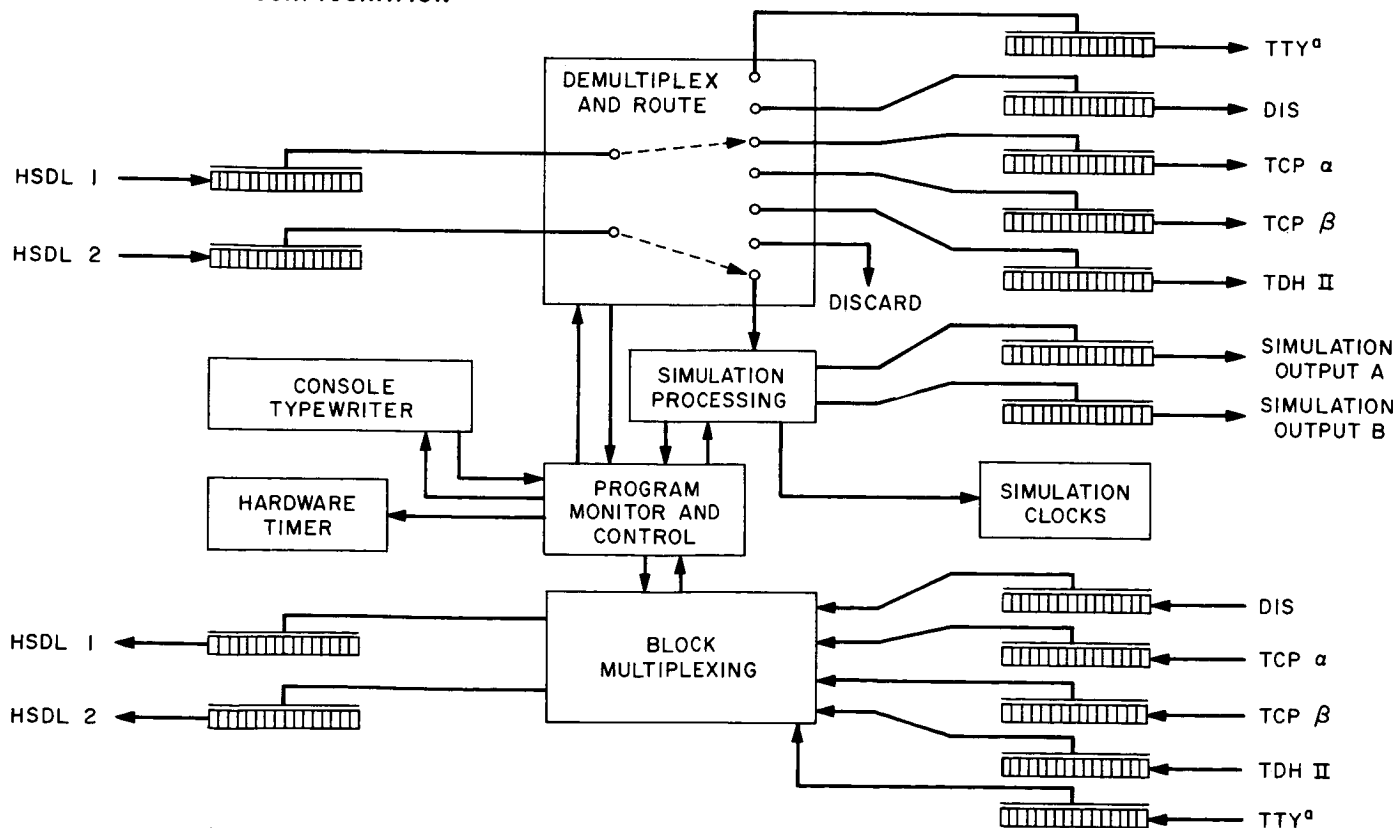 DEMULTIPLEX
AND ROUTE
TTYᵃ
DIS
TCP α
TCP β
TDH II
HSDL 1
HSDL 2
DISCARD
SIMULATION
PROCESSING
SIMULATION
OUTPUT A
SIMULATION
OUTPUT B
CONSOLE
TYPEWRITER
HARDWARE
TIMER
PROGRAM
MONITOR AND
CONTROL
SIMULATION
CLOCKS
HSDL 1
HSDL 2
BLOCK
MULTIPLEXING
DIS
TCP α
TCP β
TDH II
TTYᵃ